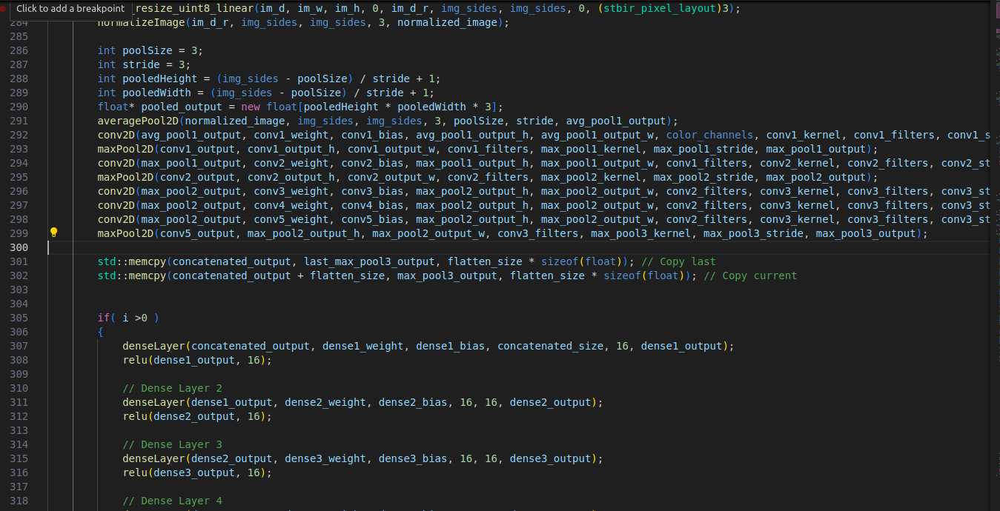 Click to add a breakpoint _resize_uint8_linear(im_d, im_w, im_h, 0, im_d_r, img_sides, img_sides, 0, (stbir_pixel_layout)3);
284 normalizeImage(im_d_r, img_sides, img_sides, 3, normalized_image);
285
286 int poolSize = 3;
287 int stride = 3;
288 int pooledHeight = (img_sides - poolSize) / stride + 1;
289 int pooledWidth = (img_sides - poolSize) / stride + 1;
290 float* pooled_output = new float[pooledHeight * pooledWidth * 3];
291 averagePool2D(normalized_image, img_sides, img_sides, 3, poolSize, stride, avg_pool1_output);
292 conv2D(avg_pool1_output, conv1_weight, conv1_bias, avg_pool1_output_h, avg_pool1_output_w, color_channels, conv1_kernel, conv1_filters, conv1_s
293 maxPool2D(conv1_output, conv1_output_h, conv1_output_w, conv1_filters, max_pool1_kernel, max_pool1_stride, max_pool1_output);
294 conv2D(max_pool1_output, conv2_weight, conv2_bias, max_pool1_output_h, max_pool1_output_w, conv1_filters, conv2_kernel, conv2_filters, conv2_st
295 maxPool2D(conv2_output, conv2_output_h, conv2_output_w, conv2_filters, max_pool2_kernel, max_pool2_stride, max_pool2_output);
296 conv2D(max_pool2_output, conv3_weight, conv3_bias, max_pool2_output_h, max_pool2_output_w, conv2_filters, conv3_kernel, conv3_filters, conv3_st
297 conv2D(max_pool2_output, conv4_weight, conv4_bias, max_pool2_output_h, max_pool2_output_w, conv2_filters, conv3_kernel, conv3_filters, conv3_st
298 conv2D(max_pool2_output, conv5_weight, conv5_bias, max_pool2_output_h, max_pool2_output_w, conv2_filters, conv3_kernel, conv3_filters, conv3_st
299 maxPool2D(conv5_output, max_pool2_output_h, max_pool2_output_w, conv3_filters, max_pool3_kernel, max_pool3_stride, max_pool3_output);
300
301 std::memcpy(concatenated_output, last_max_pool3_output, flatten_size * sizeof(float)); // Copy last
302 std::memcpy(concatenated_output + flatten_size, max_pool3_output, flatten_size * sizeof(float)); // Copy current
303
304
305 if( i >0 )
306 {
307 denseLayer(concatenated_output, dense1_weight, dense1_bias, concatenated_size, 16, dense1_output);
308 relu(dense1_output, 16);
309
310 // Dense Layer 2
311 denseLayer(dense1_output, dense2_weight, dense2_bias, 16, 16, dense2_output);
312 relu(dense2_output, 16);
313
314 // Dense Layer 3
315 denseLayer(dense2_output, dense3_weight, dense3_bias, 16, 16, dense3_output);
316 relu(dense3_output, 16);
317
318 // Dense Layer 4